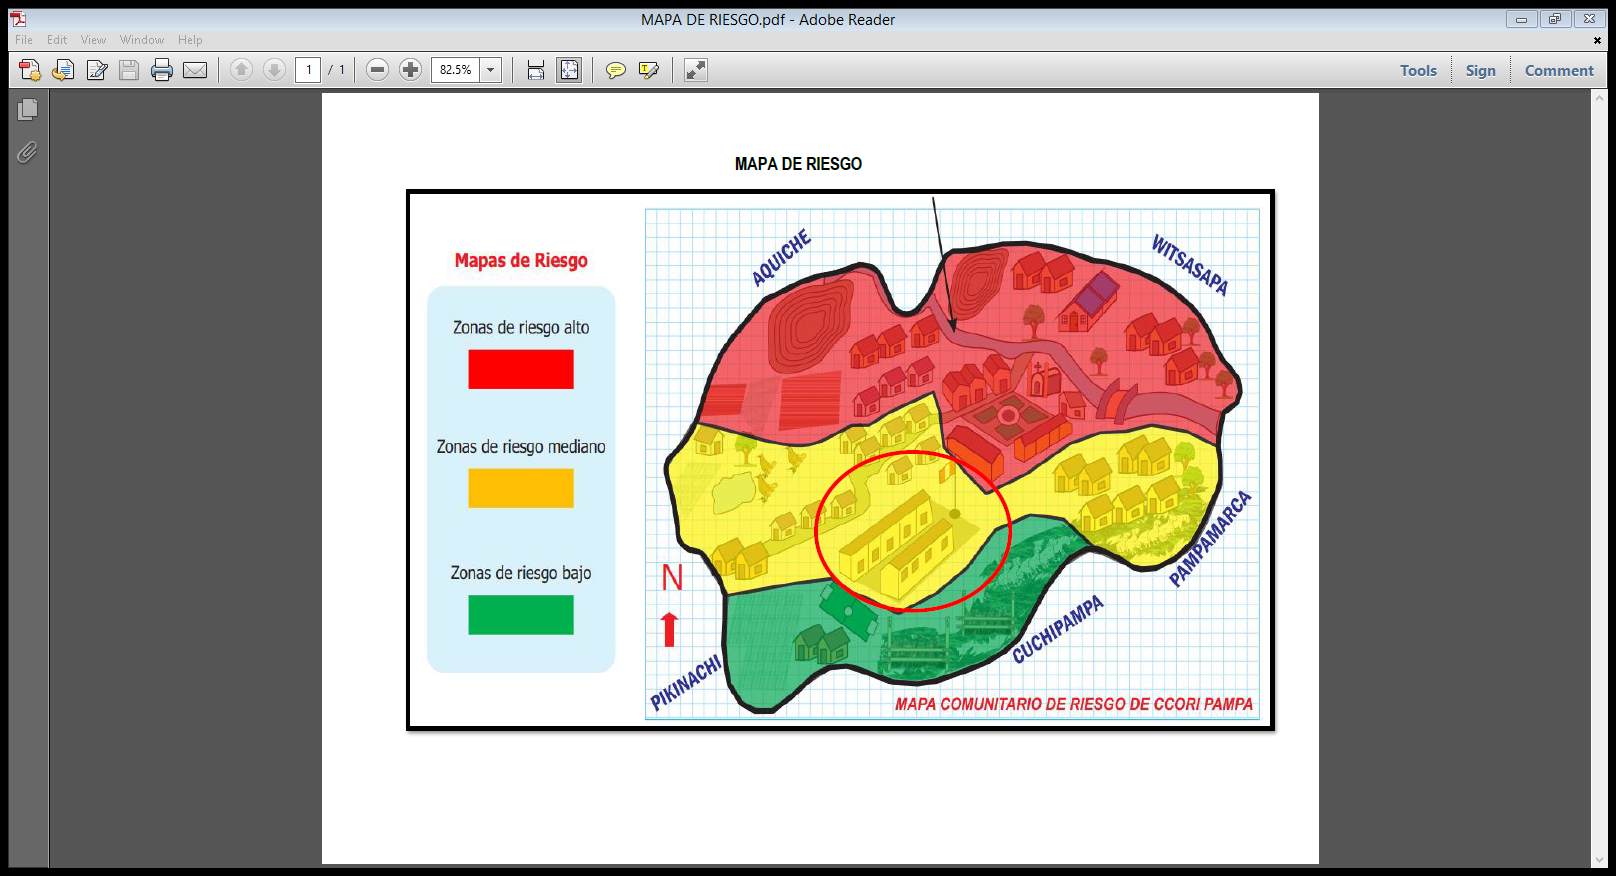 MAPA DE RIESGO.pdf - Adobe Reader
File Edit View Window Help
1 / 1
82.5%
Tools Sign Comment
MAPA DE RIESGO
Mapas de Riesgo
Zonas de riesgo alto
Zonas de riesgo mediano
Zonas de riesgo bajo
AQUICHE
WITSASAPA
PAMPAMARCA
CUCHIPAMPA
PIKINACHI
N
MAPA COMUNITARIO DE RIESGO DE CCORI PAMPA